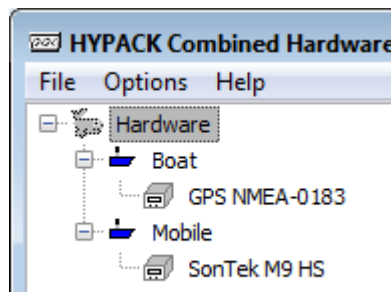 HYPACK Combined Hardware
File Options Help
Hardware
Boat
GPS NMEA-0183
Mobile
SonTek M9 HS